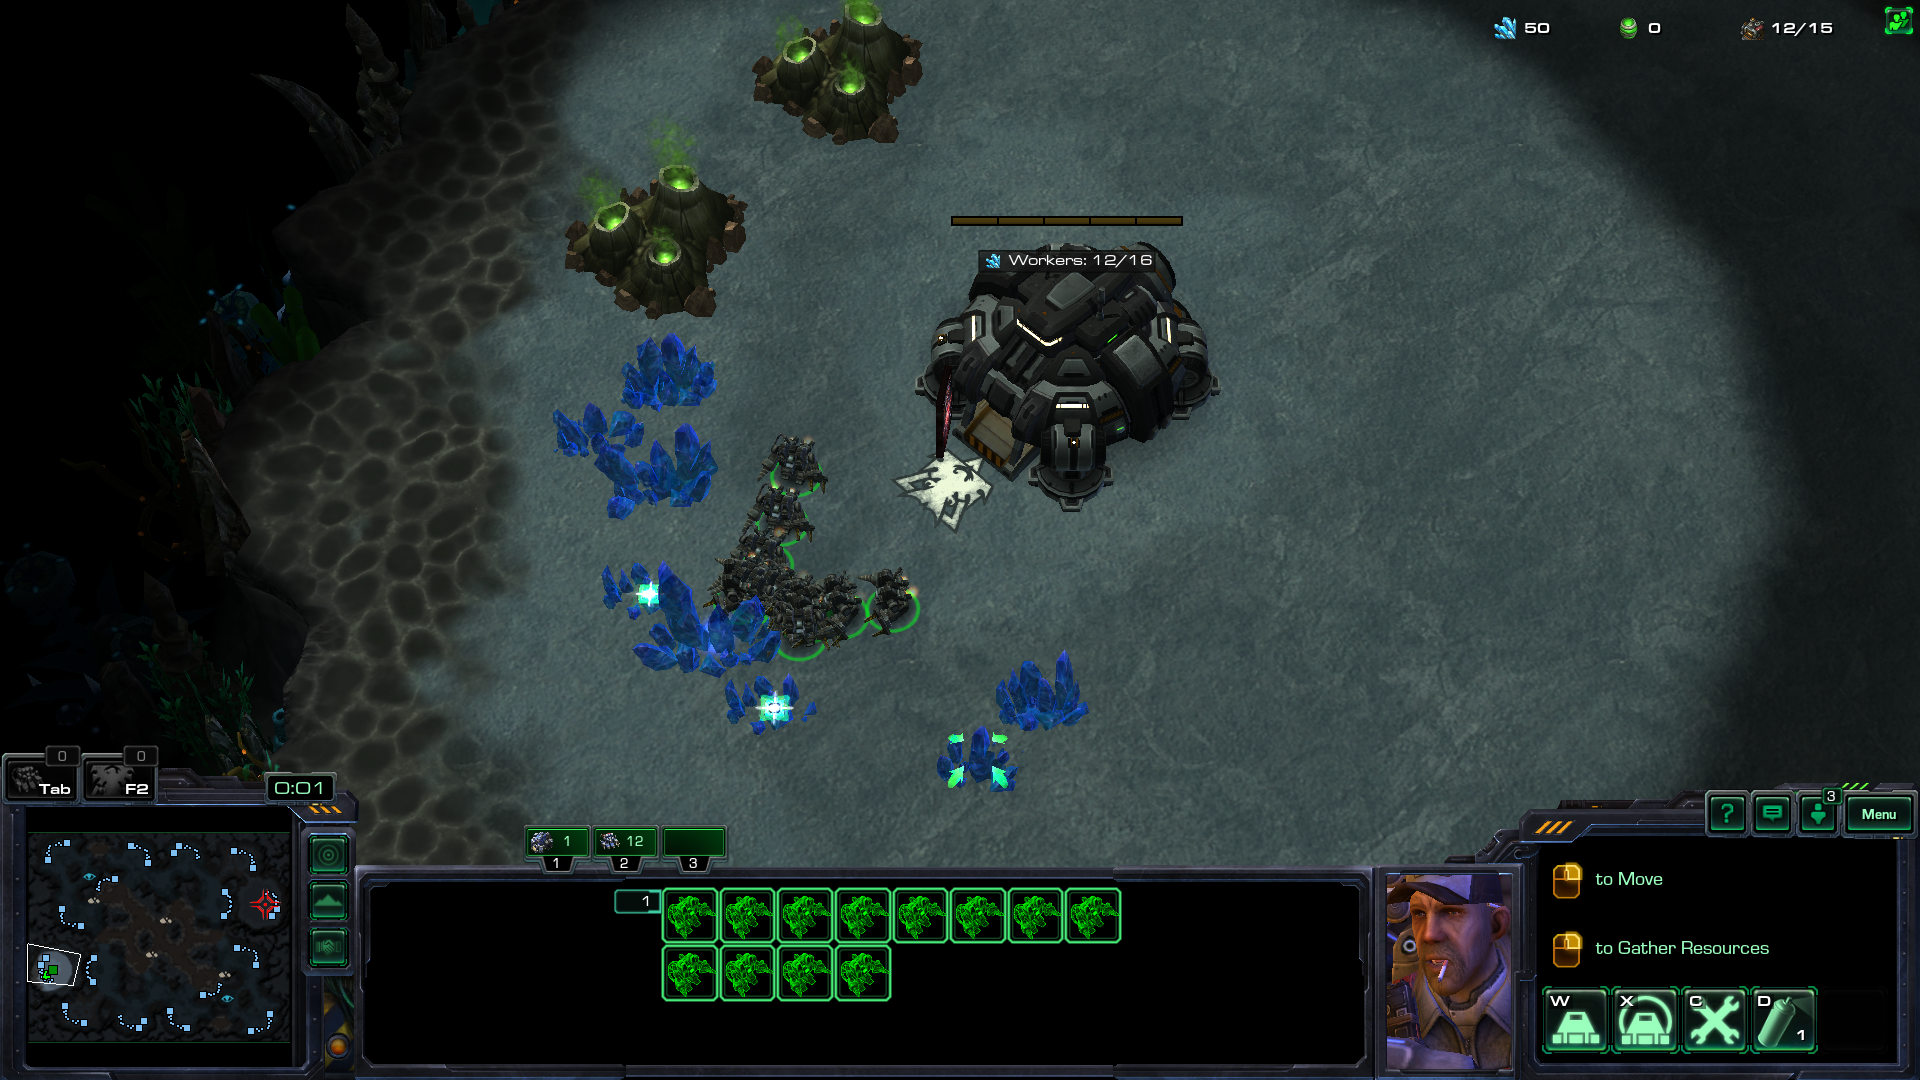 50
0
12/15
Workers: 12/16
0
0
Tab
F2
0:01
1
12
1
2
3
1
3
?
Menu
to Move
to Gather Resources
W
X
C
D
1